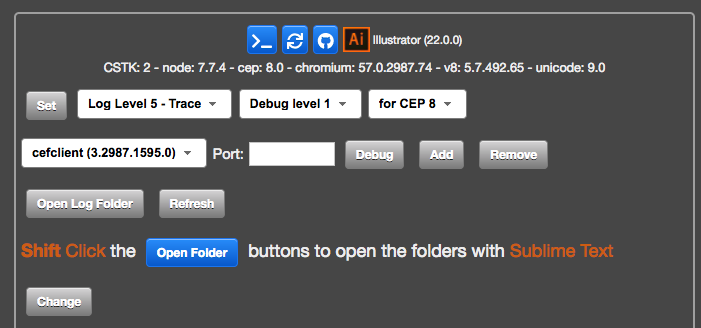 Ai Illustrator (22.0.0)
CSTK: 2 - node: 7.7.4 - cep: 8.0 - chromium: 57.0.2987.74 - v8: 5.7.492.65 - unicode: 9.0
Set Log Level 5 - Trace Debug level 1 for CEP 8
cefclient (3.2987.1595.0) Port: Debug Add Remove
Open Log Folder Refresh
Shift Click the Open Folder buttons to open the folders with Sublime Text
Change